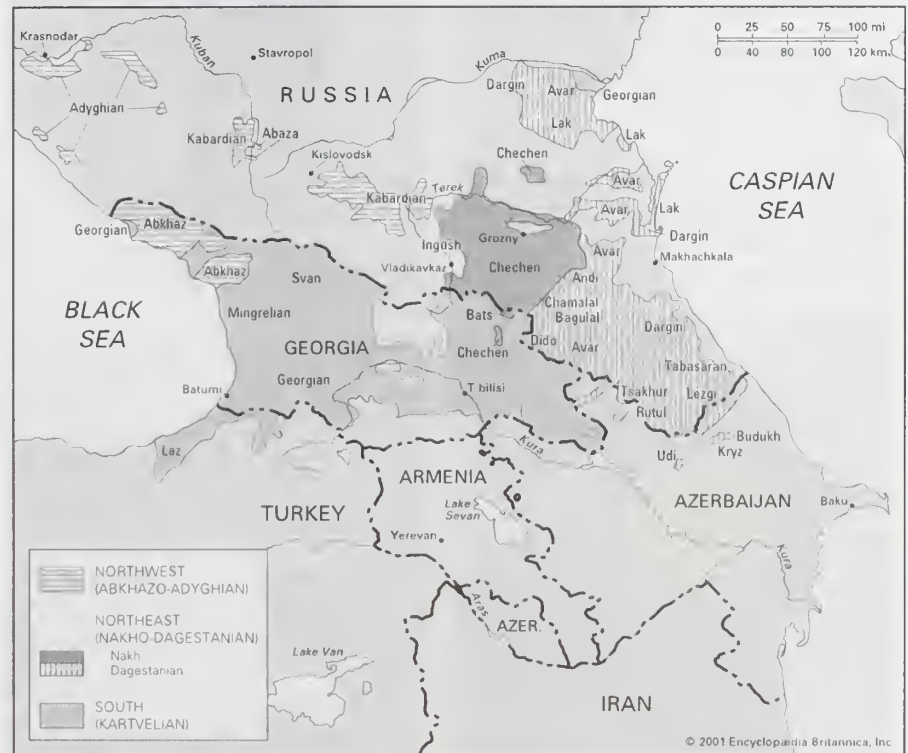 0 25 50 75 100 mi
0 40 80 120 km
Krasnodar
Kuban
Stavropol
Kuma
RUSSIA
Adyghian
Dargin
Avar
Georgian
Lak
Lak
Kabardian
Abaza
Kislovodsk
Chechen
Kabardian
Terek
Avar
Avar
Lak
CASPIAN
SEA
Georgian
Abkhaz
Abkhaz
Ingush
Grozny
Vladikavkaz
Chechen
Avar
Dargin
Makhachkala
Andi
Svan
BLACK
SEA
Mingrelian
Bats
Chamalal
Bagulal
Dido
Avar
Dargin
GEORGIA
Chechen
Tabasaran
Georgian
Tbilisi
Tsakhur
Lezgi
Rutul
Batumi
Laz
Kura
Udi
Budukh
Kryz
ARMENIA
TURKEY
Lake
Sevan
AZERBAIJAN
Baku
Yerevan
Kura
Aras
AZER.
Lake Van
IRAN
NORTHWEST
(ABKHAZO-ADYGHIAN)
NORTHEAST
(NAKHO-DAGESTANIAN)
Nakh
Dagestanian
SOUTH
(KARTVELIAN)
© 2001 Encyclopædia Britannica, Inc